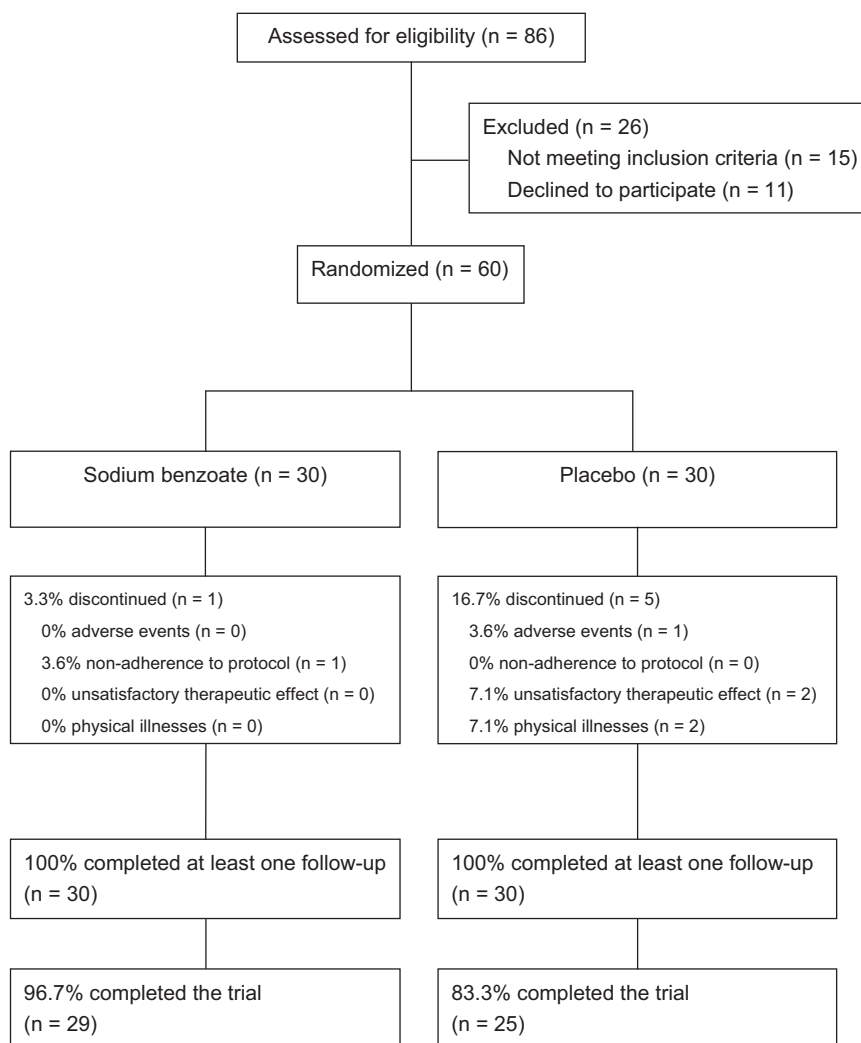 Assessed for eligibility (n = 86)
Excluded (n = 26)
Not meeting inclusion criteria (n = 15)
Declined to participate (n = 11)
Randomized (n = 60)
Sodium benzoate (n = 30)
Placebo (n = 30)
3.3% discontinued (n = 1)
0% adverse events (n = 0)
3.6% non-adherence to protocol (n = 1)
0% unsatisfactory therapeutic effect (n = 0)
0% physical illnesses (n = 0)
16.7% discontinued (n = 5)
3.6% adverse events (n = 1)
0% non-adherence to protocol (n = 0)
7.1% unsatisfactory therapeutic effect (n = 2)
7.1% physical illnesses (n = 2)
100% completed at least one follow-up
(n = 30)
100% completed at least one follow-up
(n = 30)
96.7% completed the trial
(n = 29)
83.3% completed the trial
(n = 25)